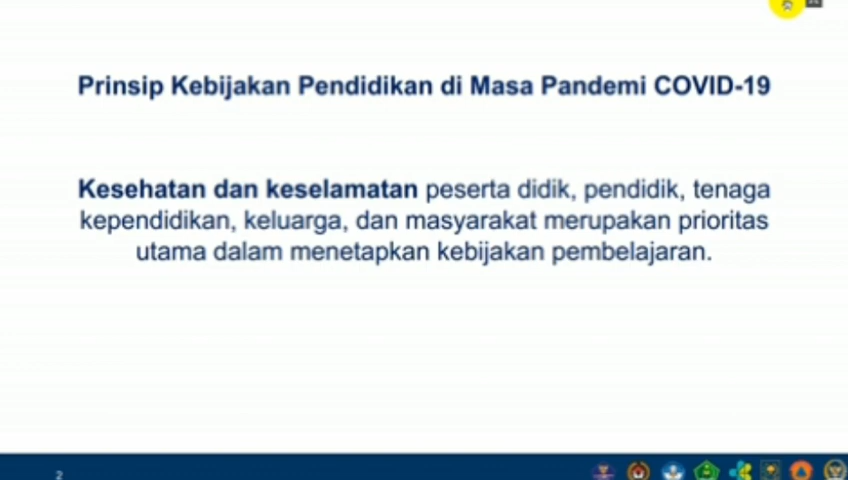 Prinsip Kebijakan Pendidikan di Masa Pandemi COVID-19
Kesehatan dan keselamatan peserta didik, pendidik, tenaga
kependidikan, keluarga, dan masyarakat merupakan prioritas
utama dalam menetapkan kebijakan pembelajaran.
2